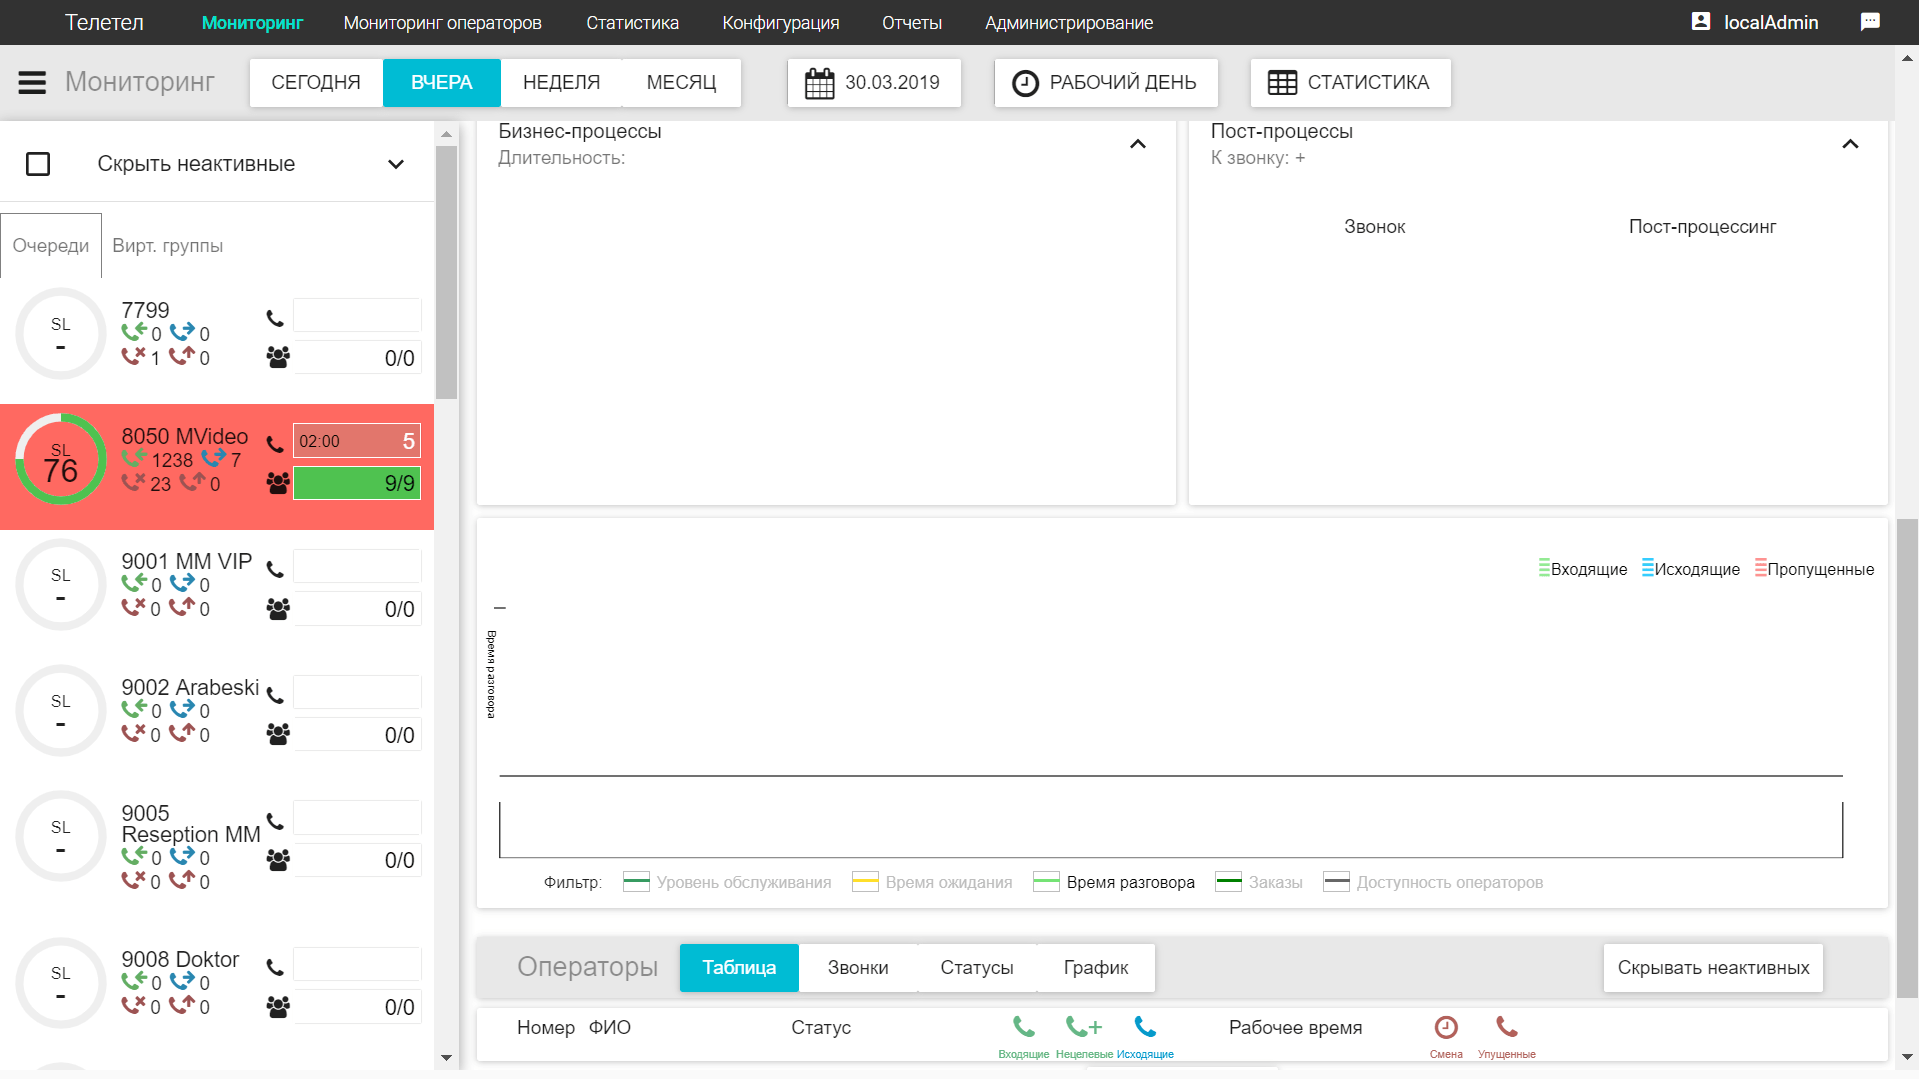 Телетел Мониторинг Мониторинг операторов Статистика Конфигурация Отчеты Администрирование localAdmin
Мониторинг СЕГОДНЯ ВЧЕРА НЕДЕЛЯ МЕСЯЦ 30.03.2019 РАБОЧИЙ ДЕНЬ СТАТИСТИКА
Скрыть неактивные
Очереди Вирт. группы
SL
-
7799
0 0
1 0
0/0
SL
76
8050 MVideo
1238 7
23 0
02:00 5
9/9
SL
-
9001 MM VIP
0 0
0 0
0/0
SL
-
9002 Arabeski
0 0
0 0
0/0
SL
-
9005
Reseption MM
0 0
0 0
0/0
SL
-
9008 Doktor
0 0
0 0
0/0
Бизнес-процессы
Длительность:
Пост-процессы
К звонку: +
Звонок Пост-процессинг
Входящие Исходящие Пропущенные
Время разговора
Фильтр: Уровень обслуживания Время ожидания Время разговора Заказы Доступность операторов
Операторы Таблица Звонки Статусы График Скрывать неактивных
Номер ФИО Статус Рабочее время
Входящие Нецелевые Исходящие Смена Упущенные